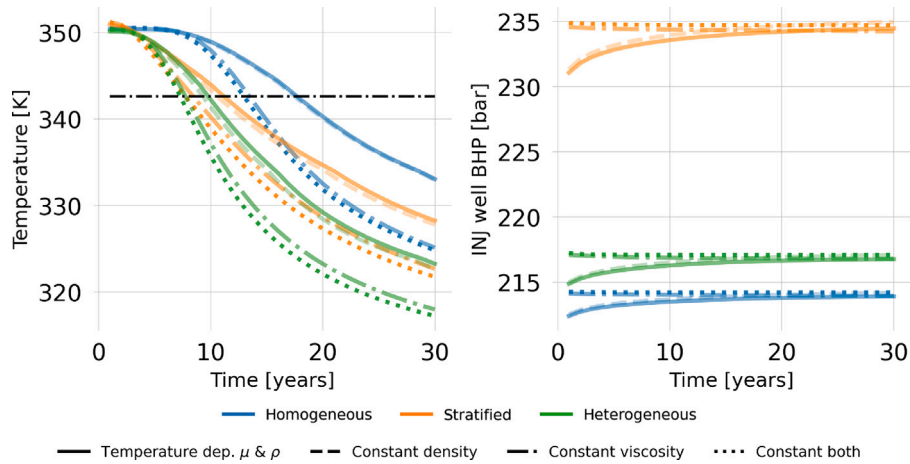 Temperature [K]
350
340
330
320
0
10
20
30
Time [years]
INJ well BHP [bar]
235
230
225
220
215
0
10
20
30
Time [years]
Homogeneous Stratified Heterogeneous
Temperature dep. μ & ρ Constant density Constant viscosity Constant both